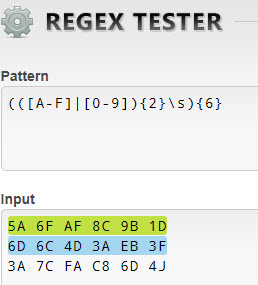 REGEX TESTER
Pattern
(([A-F]|[0-9]){2}\s){6}
Input
5A 6F AF 8C 9B 1D
6D 6C 4D 3A EB 3F
3A 7C FA C8 6D 4J